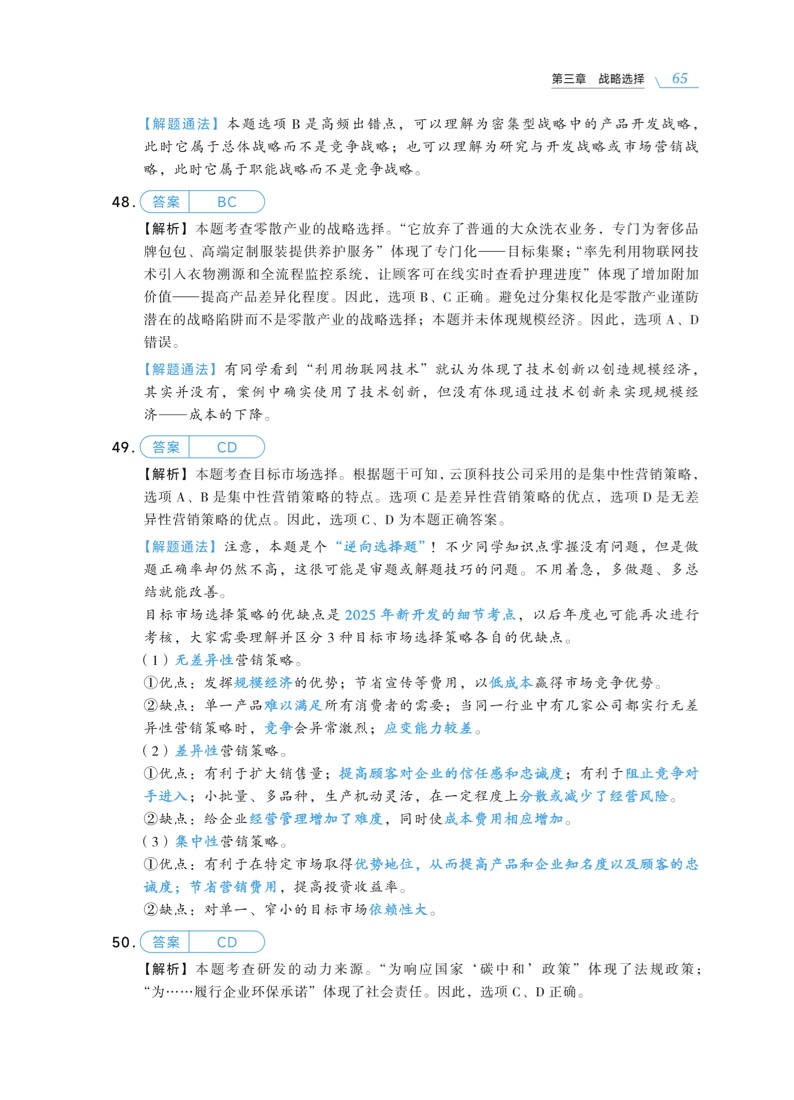 第三章 战略选择 65
【解题通法】本题选项 B 是高频出错点，可以理解为密集型战略中的产品开发战略，
此时它属于总体战略而不是竞争战略；也可以理解为研究与开发战略或市场营销战
略，此时它属于职能战略而不是竞争战略。
48. 答案 BC
【解析】本题考查零散产业的战略选择。“它放弃了普通的大众洗衣业务，专门为奢侈品
牌包包、高端定制服装提供养护服务”体现了专门化——目标集聚；“率先利用物联网技
术引入衣物溯源和全流程监控系统，让顾客可在线实时查看护理进度”体现了增加附加
价值——提高产品差异化程度。因此，选项 B、C 正确。避免过分集权化是零散产业谨防
潜在的战略陷阱而不是零散产业的战略选择；本题并未体现规模经济。因此，选项 A、D
错误。
【解题通法】有同学看到“利用物联网技术”就认为体现了技术创新以创造规模经济，
其实并没有，案例中确实使用了技术创新，但没有体现通过技术创新来实现规模经
济——成本的下降。
49. 答案 CD
【解析】本题考查目标市场选择。根据题干可知，云顶科技公司采用的是集中性营销策略，
选项 A、B 是集中性营销策略的特点。选项 C 是差异性营销策略的优点，选项 D 是无差
异性营销策略的优点。因此，选项 C、D 为本题正确答案。
【解题通法】注意，本题是个“逆向选择题”！不少同学知识点掌握没有问题，但是做
题正确率却仍然不高，这很可能是审题或解题技巧的问题。不用着急，多做题、多总
结就能改善。
目标市场选择策略的优缺点是 2025 年新开发的细节考点，以后年度也可能再次进行
考核，大家需要理解并区分 3 种目标市场选择策略各自的优缺点。
（1）无差异性营销策略。
①优点：发挥规模经济的优势；节省宣传等费用，以低成本赢得市场竞争优势。
②缺点：单一产品难以满足所有消费者的需要；当同一行业中有几家公司都实行无差
异性营销策略时，竞争会异常激烈；应变能力较差。
（2）差异性营销策略。
①优点：有利于扩大销售量；提高顾客对企业的信任感和忠诚度；有利于阻止竞争对
手进入；小批量、多品种，生产机动灵活，在一定程度上分散或减少了经营风险。
②缺点：给企业经营管理增加了难度，同时使成本费用相应增加。
（3）集中性营销策略。
①优点：有利于在特定市场取得优势地位，从而提高产品和企业知名度以及顾客的忠
诚度；节省营销费用，提高投资收益率。
②缺点：对单一、窄小的目标市场依赖性大。
50. 答案 CD
【解析】本题考查研发的动力来源。“为响应国家‘碳中和’政策”体现了法规政策；
“为……履行企业环保承诺”体现了社会责任。因此，选项 C、D 正确。